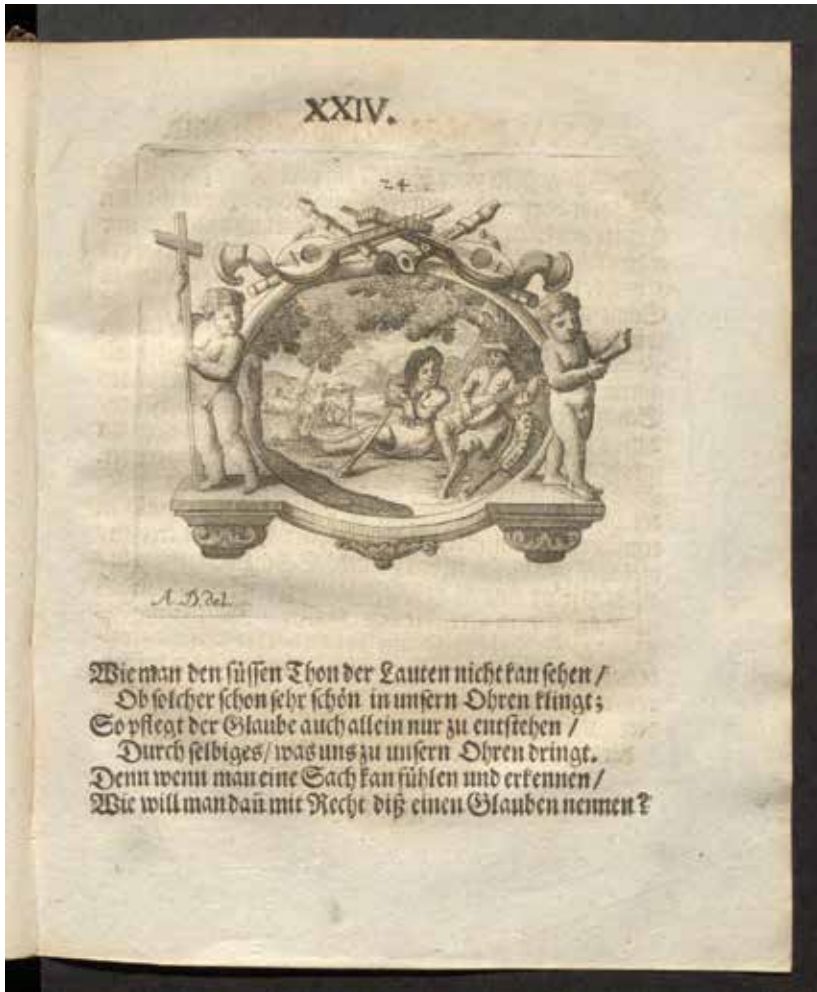 XXIV.
24
A. D. del.
Wie man den süssen Thon der Lauten nicht kan sehen /
Ob solcher schon sehr schön in unsern Ohren klingt;
So pflegt der Glaube auch allein nur zu entstehen /
Durch selbiges / was uns zu unsern Ohren dringt.
Denn wenn man eine Sach kan fühlen und erkennen /
Wie will man dañ mit Recht diß einen Glauben nennen?